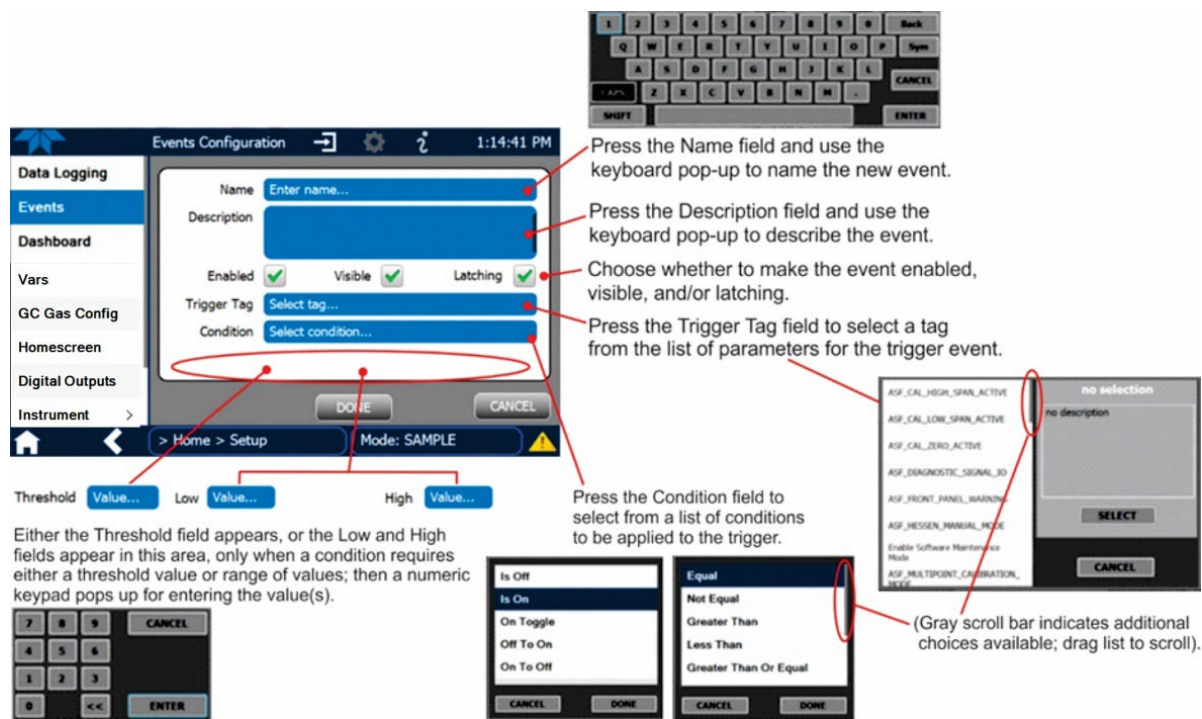 1 2 3 4 5 6 7 8 9 0 Back
Q W E R T Y U I O P Sym
A S D F G H J K L
CANCEL
CAPS Z X C V B N M .
SHIFT ENTER
Events Configuration 1:14:41 PM
Data Logging
Events
Dashboard
Vars
GC Gas Config
Homescreen
Digital Outputs
Instrument >
Name Enter name...
Description
Enabled Visible Latching
Trigger Tag Select tag...
Condition Select condition...
DONE CANCEL
> Home > Setup Mode: SAMPLE
Press the Name field and use the
keyboard pop-up to name the new event.
Press the Description field and use the
keyboard pop-up to describe the event.
Choose whether to make the event enabled,
visible, and/or latching.
Press the Trigger Tag field to select a tag
from the list of parameters for the trigger event.
ASF_CAL_HIGH_SPAN_ACTIVE
ASF_CAL_LOW_SPAN_ACTIVE
ASF_CAL_ZERO_ACTIVE
ASF_DIAGNOSTIC_SIGNAL_IO
ASF_FRONT_PANEL_WARNING
ASF_HESSEN_MANUAL_MODE
Enable Software Maintenance
Mode
ASF_MULTIPOINT_CALIBRATION_
MODE
no selection
no description
SELECT
CANCEL
Threshold Value... Low Value... High Value...
Either the Threshold field appears, or the Low and High
fields appear in this area, only when a condition requires
either a threshold value or range of values; then a numeric
keypad pops up for entering the value(s).
7 8 9 CANCEL
4 5 6
1 2 3
0 << ENTER
Press the Condition field to
select from a list of conditions
to be applied to the trigger.
Is Off
Is On
On Toggle
Off To On
On To Off
CANCEL DONE
Equal
Not Equal
Greater Than
Less Than
Greater Than Or Equal
CANCEL DONE
(Gray scroll bar indicates additional
choices available; drag list to scroll).